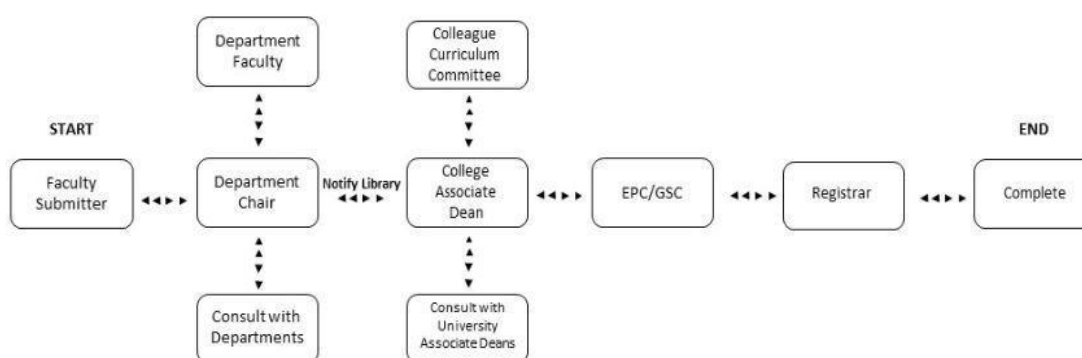 Department
Faculty
Colleague
Curriculum
Committee
START
END
Faculty
Submitter
Department
Chair
Notify Library
College
Associate
Dean
EPC/GSC
Registrar
Complete
Consult with
Departments
Consult with
University
Associate Deans